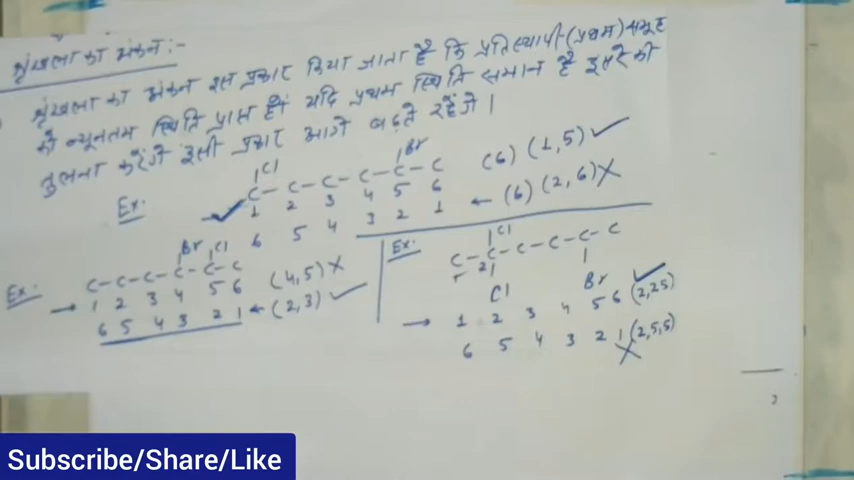 श्रृंखला का अंकन :-
श्रृंखला का अंकन इस प्रकार किया जाता है कि प्रतिस्थापी (प्रथम) समूह
को न्यूनतम स्थिति प्राप्त हों यदि प्रथम स्थिति समान है दूसरे की
तुलना करेंगे इसी प्रकार आगे बढ़ते रहेंगे ।
Cl Br
Ex:- C-C-C-C-C-C (6) (1,5) ✓
1 2 3 4 5 6
6 5 4 3 2 1 ← (6) (2,6) X
Br Cl
Ex:- C-C-C-C-C-C (4,5) X
→ 1 2 3 4 5 6
6 5 4 3 2 1 ← (2,3) ✓
Ex:- Cl
C-C-C-C-C-C
Cl Br
→ 1 2 3 4 5 6 (2,2,5) ✓
6 5 4 3 2 1 (2,5,5) X
Subscribe/Share/Like